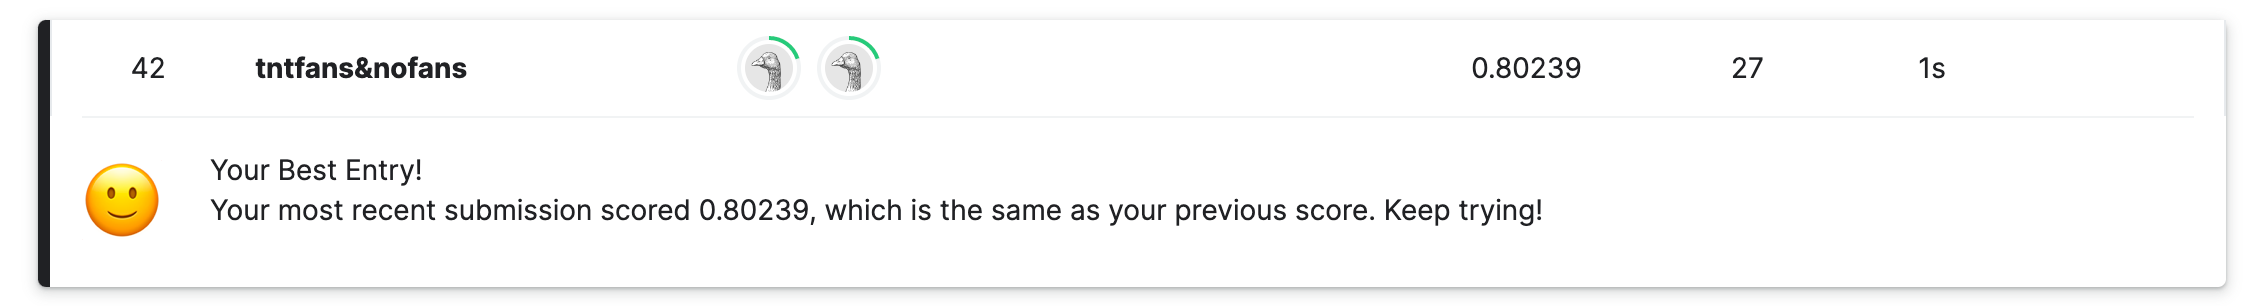 42 tntfans&nofans 0.80239 27 1s
Your Best Entry!
Your most recent submission scored 0.80239, which is the same as your previous score. Keep trying!